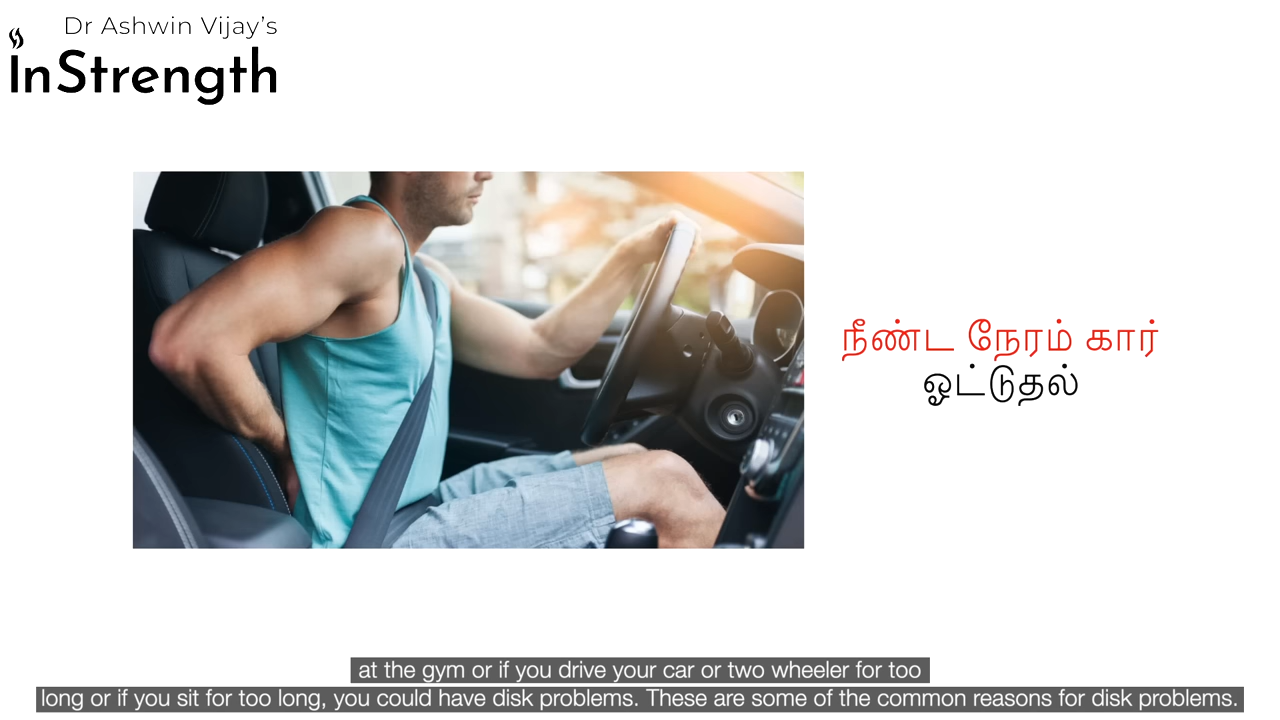 Dr Ashwin Vijay's
InStrength
நீண்ட நேரம் கார்
ஓட்டுதல்
at the gym or if you drive your car or two wheeler for too
long or if you sit for too long, you could have disk problems. These are some of the common reasons for disk problems.